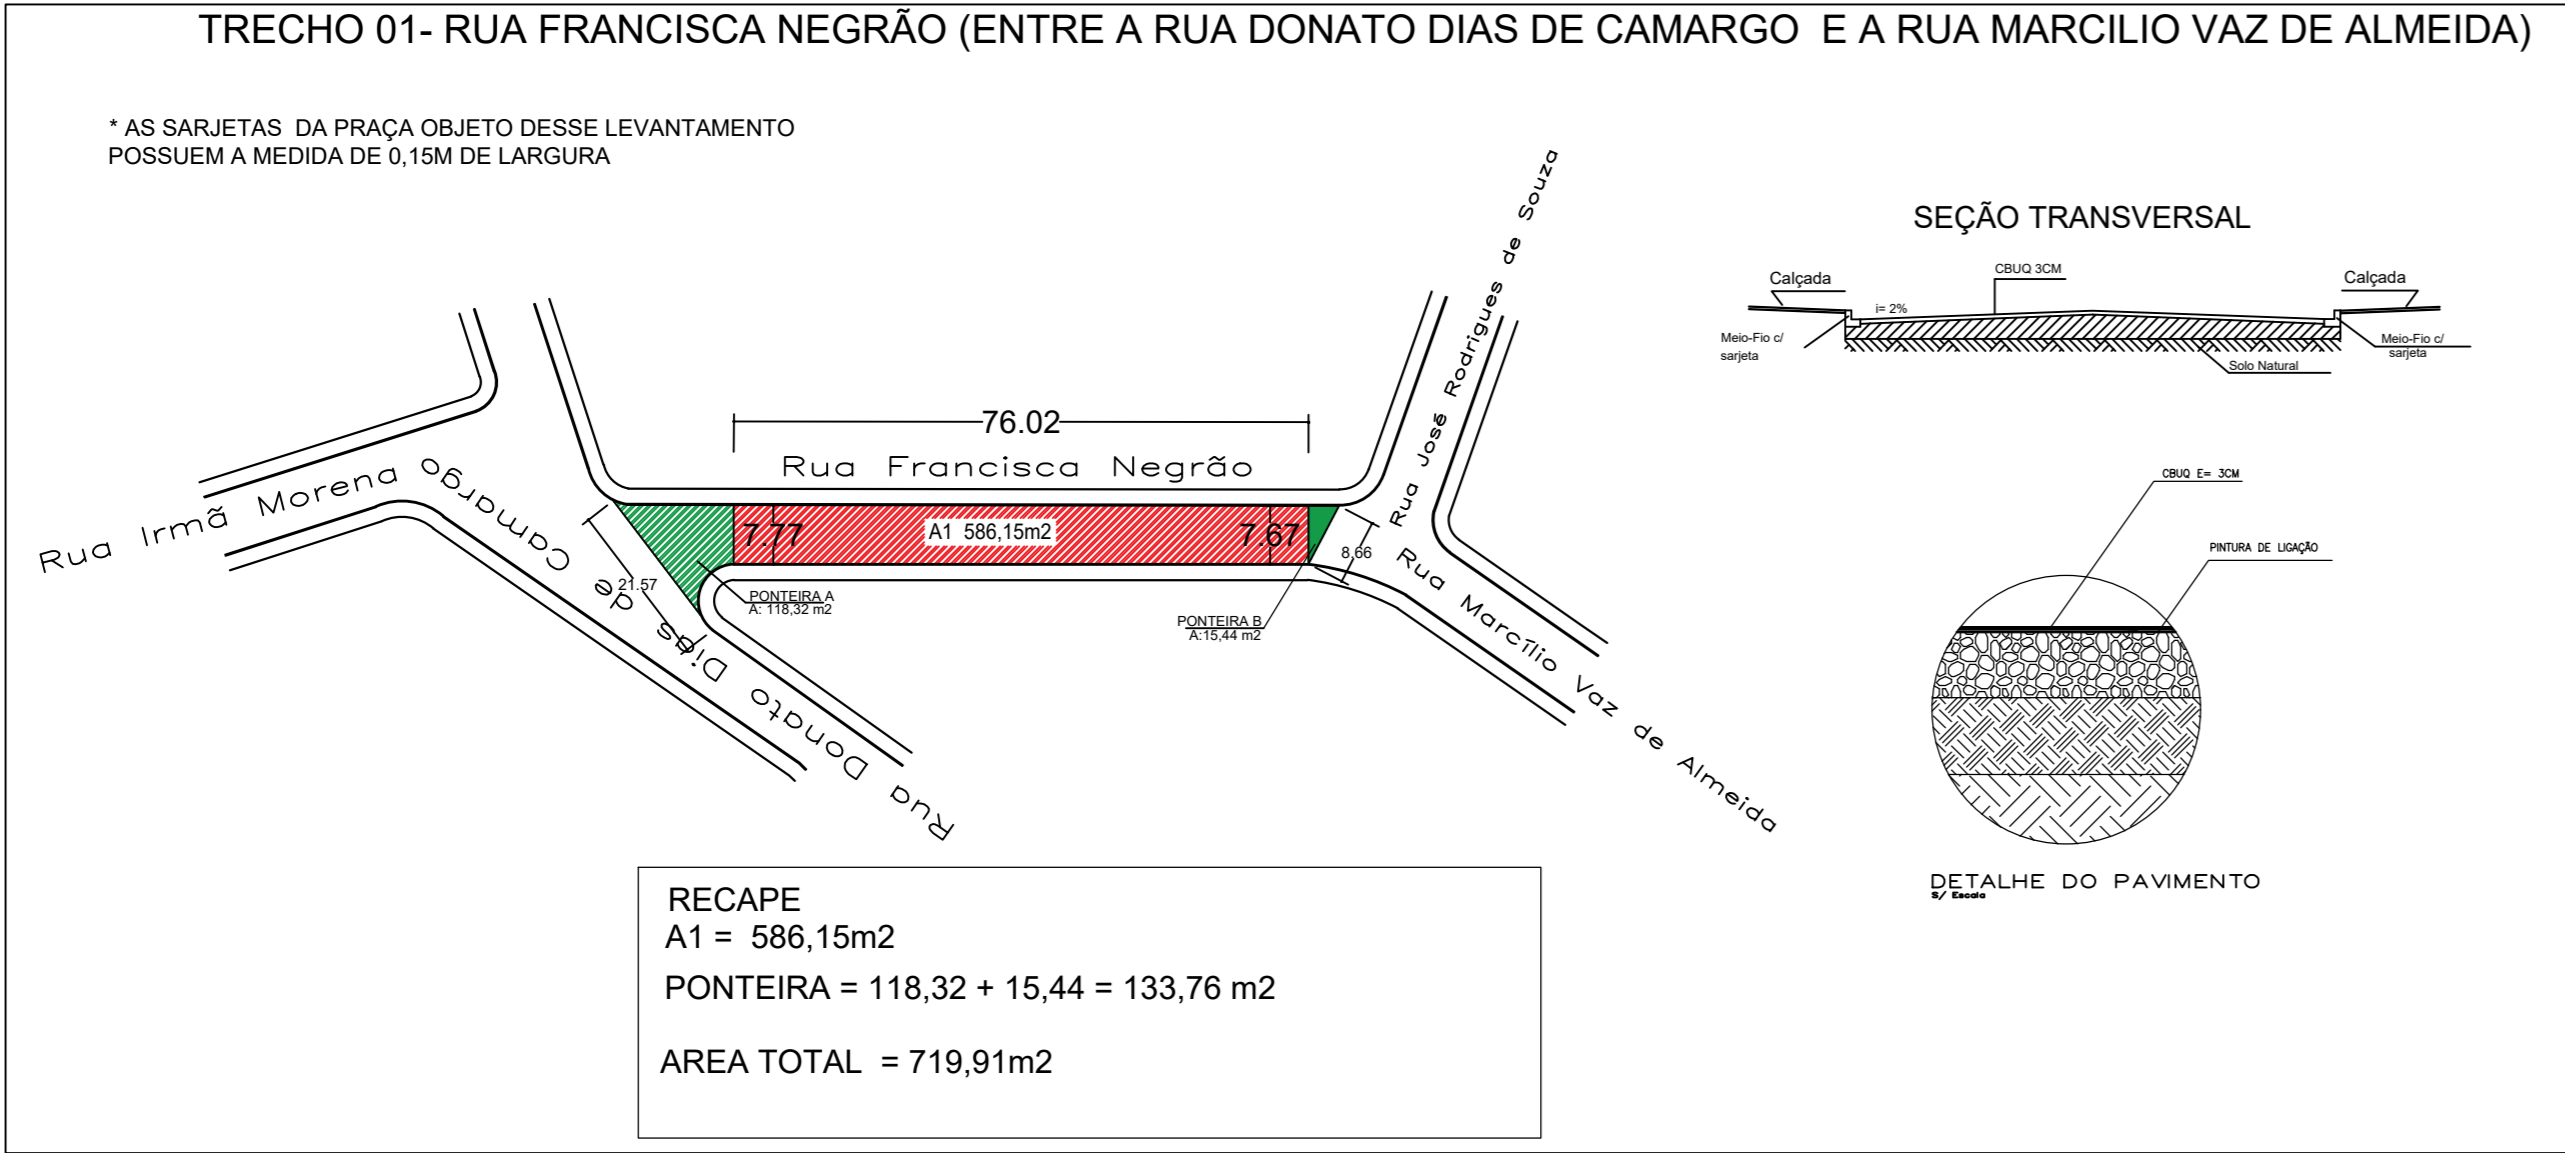 TRECHO 01- RUA FRANCISCA NEGRÃO (ENTRE A RUA DONATO DIAS DE CAMARGO E A RUA MARCILIO VAZ DE ALMEIDA)
* AS SARJETAS DA PRAÇA OBJETO DESSE LEVANTAMENTO
POSSUEM A MEDIDA DE 0,15M DE LARGURA
Rua Irmã Morena
Rua Donato Dias de Camargo
21.57
76.02
Rua Francisca Negrão
7.77
A1 586,15m2
7.67
8.66
PONTEIRA A
A: 118,32 m2
PONTEIRA B
A:15,44 m2
Rua José Rodrigues de Souza
Rua Marcílio Vaz de Almeida
SEÇÃO TRANSVERSAL
Calçada
CBUQ 3CM
Calçada
i= 2%
Meio-Fio c/
sarjeta
Meio-Fio c/
sarjeta
Solo Natural
CBUQ E= 3CM
PINTURA DE LIGAÇÃO
DETALHE DO PAVIMENTO
S/ Escala
RECAPE
A1 = 586,15m2
PONTEIRA = 118,32 + 15,44 = 133,76 m2
AREA TOTAL = 719,91m2